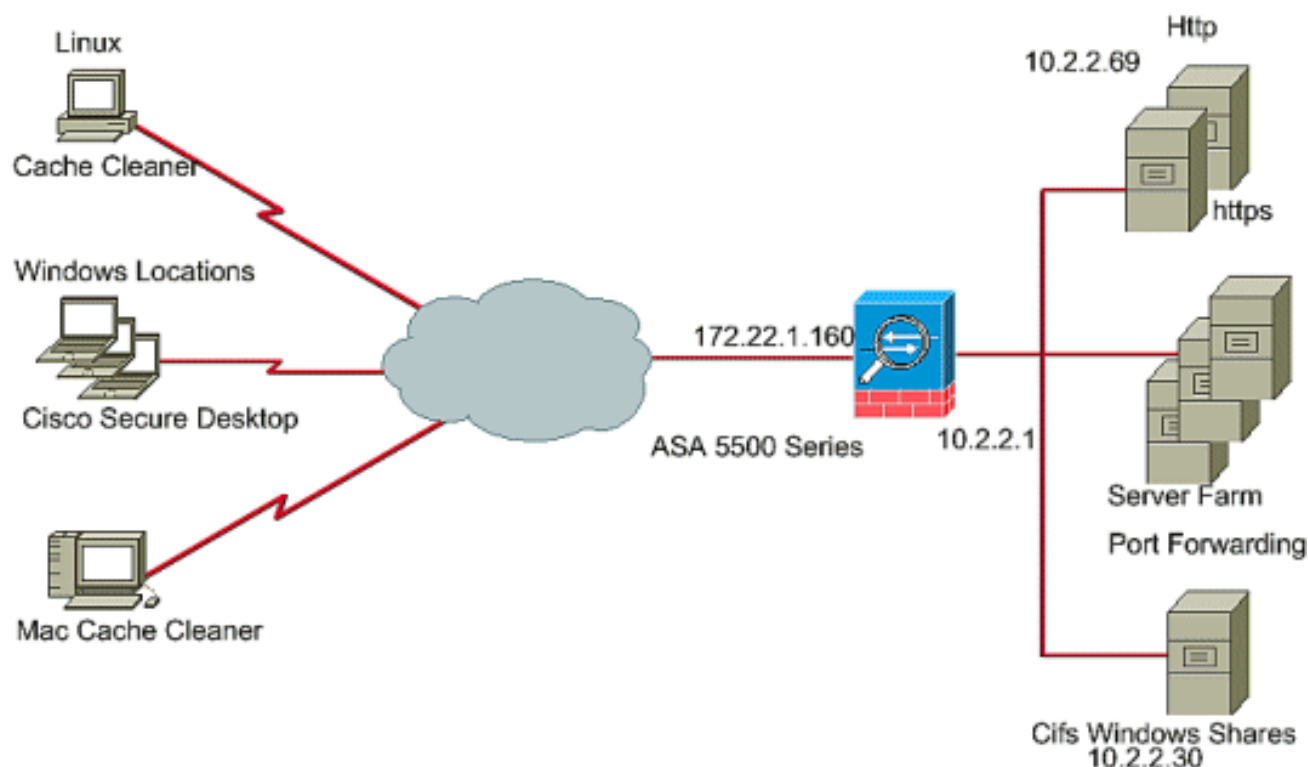 Linux
Cache Cleaner
Windows Locations
Cisco Secure Desktop
Mac Cache Cleaner
172.22.1.160
ASA 5500 Series
10.2.2.1
Http
10.2.2.69
https
Server Farm
Port Forwarding
Cifs Windows Shares
10.2.2.30